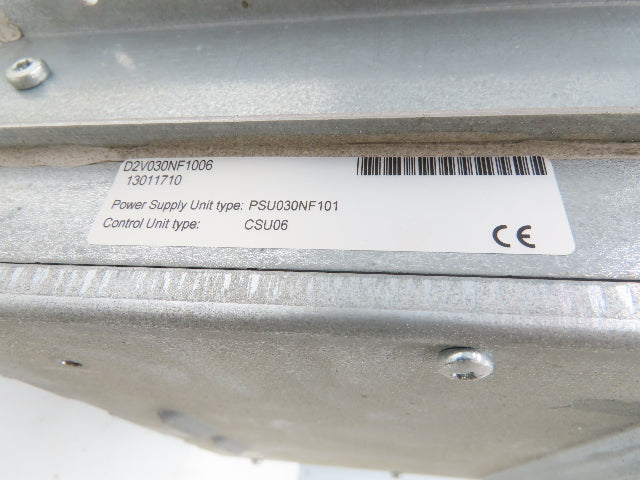 D2V030NF1006
13011710
Power Supply Unit type: PSU030NF101
Control Unit type: CSU06
CE